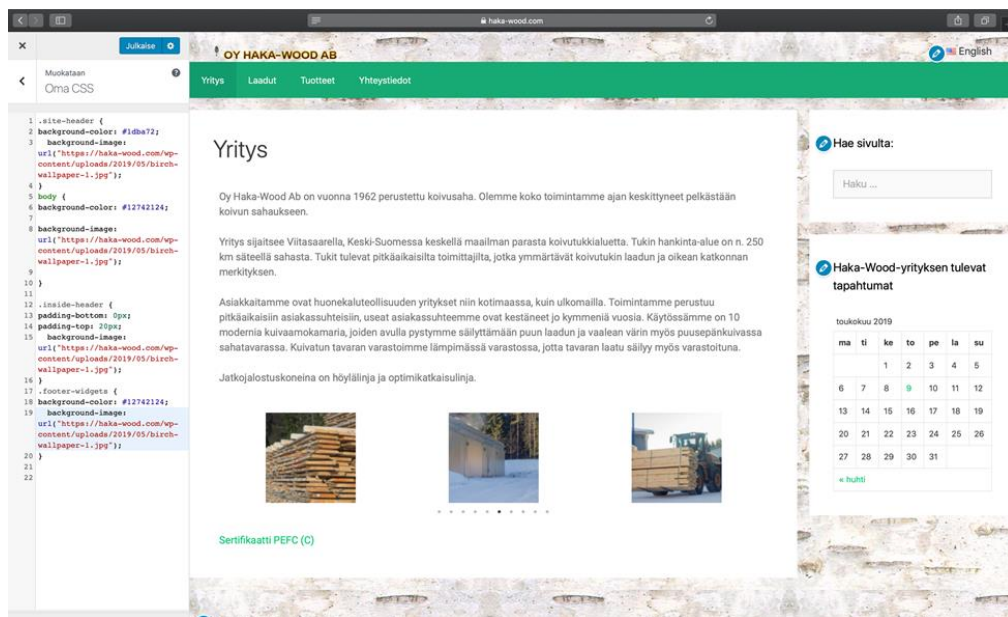 haka-wood.com
Julkaise
OY HAKA-WOOD AB
English
Muokataan
Oma CSS
Yritys Laadut Tuotteet Yhteystiedot
1 .site-header {
2 background-color: #1dba72;
3 background-image:
url("https://haka-wood.com/wp-
content/uploads/2019/05/birch-
wallpaper-1.jpg");
4 }
5 body {
6 background-color: #12742124;
7
8 background-image:
url("https://haka-wood.com/wp-
content/uploads/2019/05/birch-
wallpaper-1.jpg");
9
10 }
11
12 .inside-header {
13 padding-bottom: 0px;
14 padding-top: 20px;
15 background-image:
url("https://haka-wood.com/wp-
content/uploads/2019/05/birch-
wallpaper-1.jpg");
16 }
17 .footer-widgets {
18 background-color: #12742124;
19 background-image:
url("https://haka-wood.com/wp-
content/uploads/2019/05/birch-
wallpaper-1.jpg");
20 }
21
22
Yritys
Oy Haka-Wood Ab on vuonna 1962 perustettu koivusaha. Olemme koko toimintamme ajan keskittyneet pelkästään
koivun sahaukseen.
Yritys sijaitsee Viitasaarella, Keski-Suomessa keskellä maailman parasta koivutukkialuetta. Tukin hankinta-alue on n. 250
km säteellä sahasta. Tukit tulevat pitkäaikaisilta toimittajilta, jotka ymmärtävät koivutukin laadun ja oikean katkonnan
merkityksen.
Asiakkaitamme ovat huonekaluteollisuuden yritykset niin kotimaassa, kuin ulkomailla. Toimintamme perustuu
pitkäaikaisiin asiakassuhteisiin, useat asiakassuhteemme ovat kestäneet jo kymmeniä vuosia. Käytössämme on 10
modernia kuivaamokamaria, joiden avulla pystymme säilyttämään puun laadun ja vaalean värin myös puusepänkuivassa
sahatavarassa. Kuivatun tavaran varastoimme lämpimässä varastossa, jotta tavaran laatu säilyy myös varastoituna.
Jatkojalostuskoneina on höylälinja ja optimikatkaisulinja.
Sertifikaatti PEFC (C)
Hae sivulta:
Haku ...
Haka-Wood-yrityksen tulevat
tapahtumat
toukokuu 2019
ma ti ke to pe la su
1 2 3 4 5
6 7 8 9 10 11 12
13 14 15 16 17 18 19
20 21 22 23 24 25 26
27 28 29 30 31
« huhti